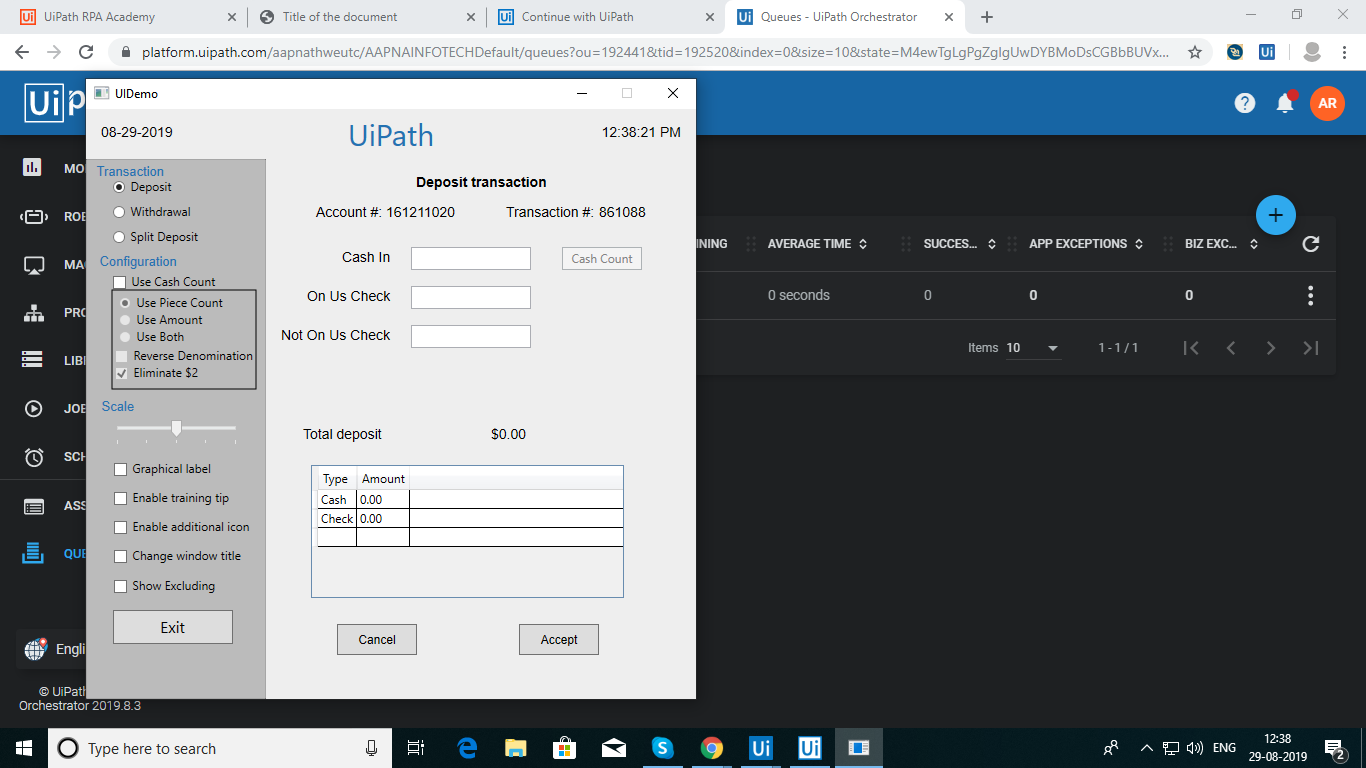 UiPath RPA Academy
Title of the document
Continue with UiPath
Queues - UiPath Orchestrator
platform.uipath.com/aapnathweutc/AAPNAINFOTECHDefault/queues?ou=192441&tid=192520&index=0&size=10&state=M4ewTgLgPgZglgUwDYBMoDsCGBbBUVx...
Ui
AR
UIDemo
08-29-2019
UiPath
12:38:21 PM
Transaction
Deposit
Withdrawal
Split Deposit
Configuration
Use Cash Count
Use Piece Count
Use Amount
Use Both
Reverse Denomination
Eliminate $2
Scale
Graphical label
Enable training tip
Enable additional icon
Change window title
Show Excluding
Exit
Deposit transaction
Account #: 161211020
Transaction #: 861088
Cash In
Cash Count
On Us Check
Not On Us Check
Total deposit
$0.00
Type Amount
Cash 0.00
Check 0.00
Cancel
Accept
NING AVERAGE TIME SUCCES... APP EXCEPTIONS BIZ EXC...
0 seconds 0 0 0
Items 10 1 - 1 / 1
MO
ROB
MA
PRO
LIB
JOB
SCH
ASS
QUE
Engli
© UiPath
Orchestrator 2019.8.3
Type here to search
ENG
12:38
29-08-2019
2